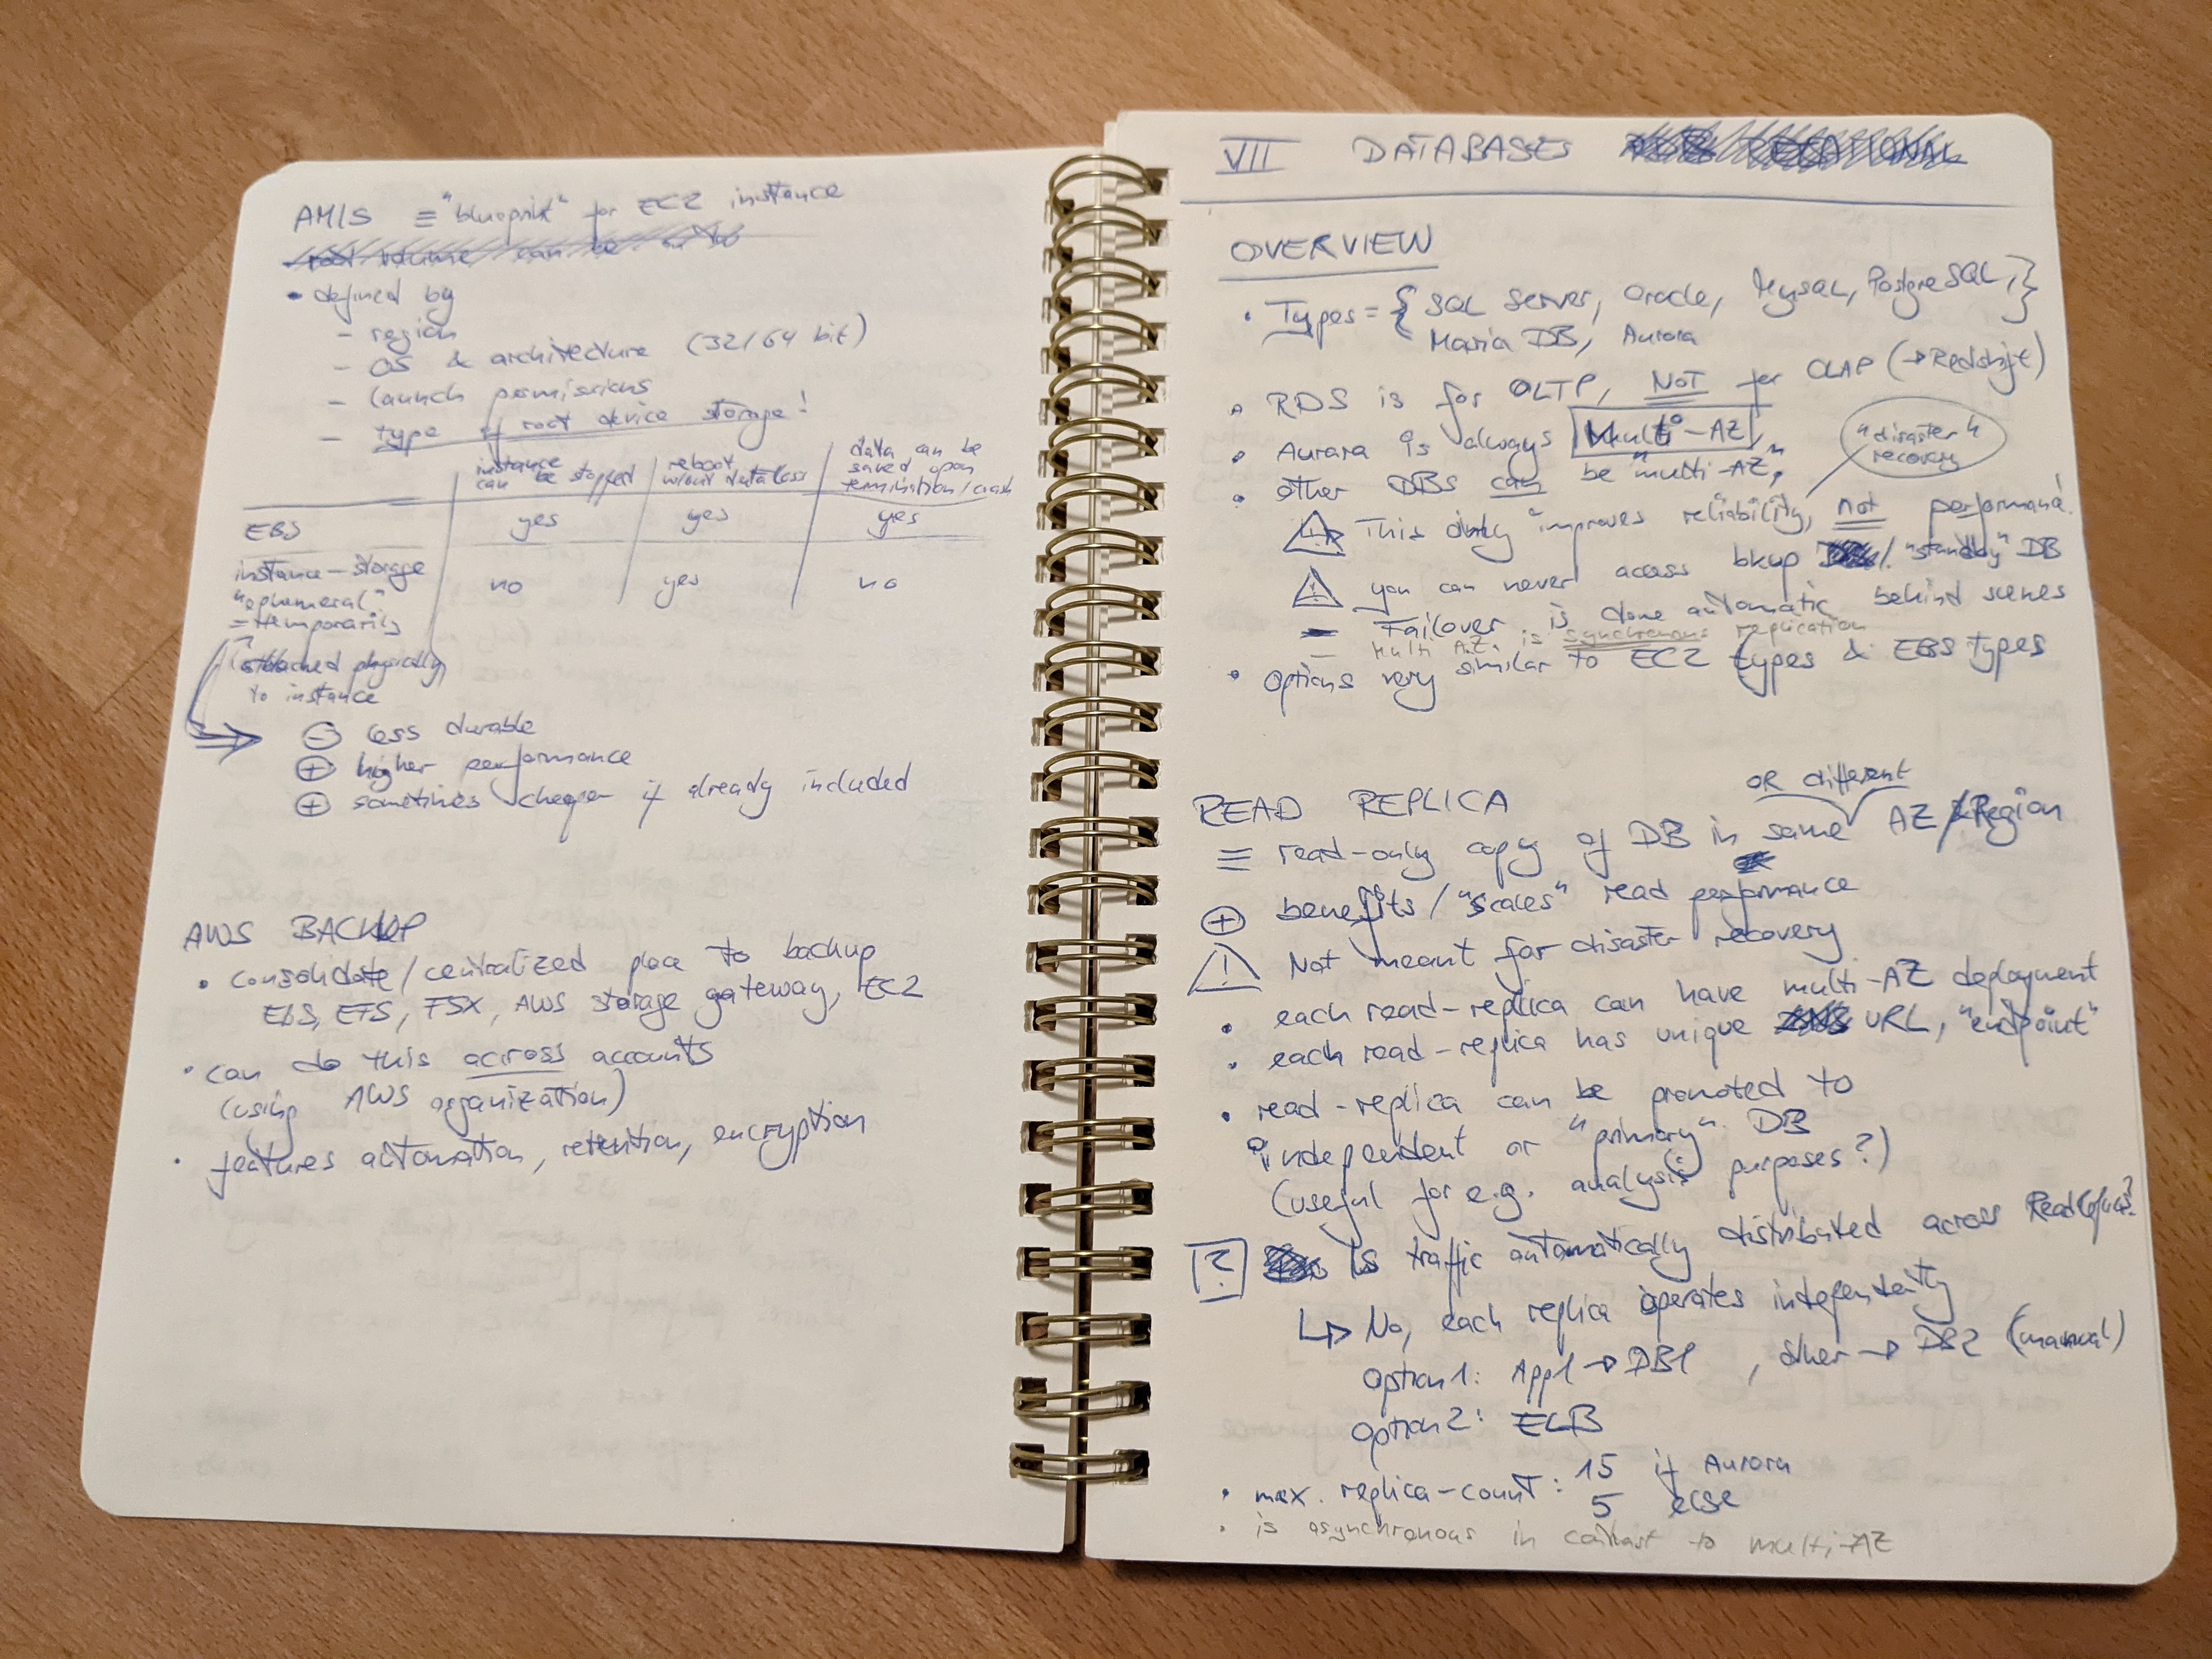 AMIS ≡ "blueprint" for EC2 instance
root volume can be
• defined by
- region
- OS & architecture (32/64 bit)
- launch permissions
- type of root device storage!
instance can be stopped | reboot w/out data loss | data can be saved upon termination/crash
EBS | yes | yes | yes
instance-storage | no | yes | no
"ephemeral"
= temporarily
(attached physically
to instance
⊖ less durable
⊕ higher performance
⊕ sometimes cheaper if already included
AWS BACKUP
• consolidate/centralized place to backup
EBS, EFS, FSX, AWS storage gateway, EC2
• can do this across accounts
(using AWS organization)
• features automation, retention, encryption
VII DATABASES RELATIONAL
OVERVIEW
• Types = { SQL Server, Oracle, MySQL, PostgreSQL, }
Maria DB, Aurora
• RDS is for OLTP, NOT for OLAP (→ Redshift)
• Aurora is always Multi-AZ
• other DBs can be "multi-AZ"
"disaster recovery"
⚠ This only improves reliability, not performance!
⚠ you can never access bkup / "standby" DB
- Failover is done automatic behind scenes
- Multi AZ is synchronous replication
• options very similar to EC2 types & EBS types
OR different
READ REPLICA
≡ read-only copy of DB in same AZ / Region
⊕ benefits / "scales" read performance
⚠ Not meant for disaster recovery
• each read-replica can have multi-AZ deployment
• each read-replica has unique URL, "endpoint"
• read-replica can be promoted to
independent or "primary" DB
(useful for e.g. analysis purposes?)
? Is traffic automatically distributed across
↳ No, each replica operates independently
option 1: App1 → DB1, other → DB2 (manual)
option 2: ELB
• max. replica-count: 15 if Aurora
5 else
• is asynchronous in contrast to multi-AZ